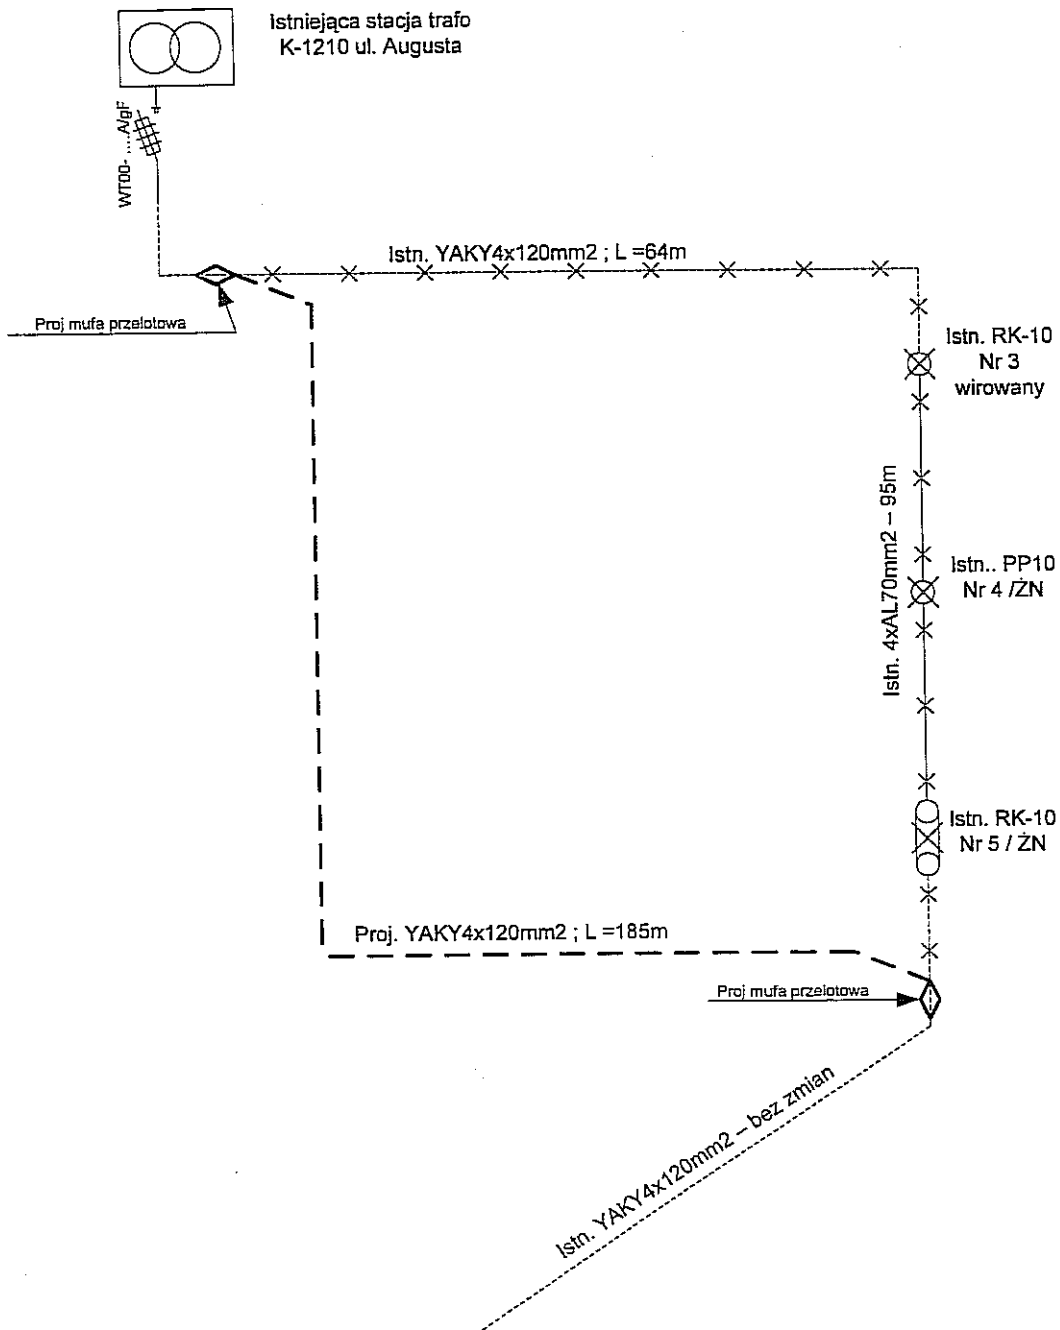 Istniejąca stacja trafo
K-1210 ul. Augusta
WT00- ....A/gF
Istn. YAKY4x120mm2 ; L =64m
Proj mufa przelotowa
Istn. RK-10
Nr 3
wirowany
Istn. 4xAL70mm2 – 95m
Istn.. PP10
Nr 4 /ŻN
Istn. RK-10
Nr 5 / ŻN
Proj. YAKY4x120mm2 ; L =185m
Proj mufa przelotowa
Istn. YAKY4x120mm2 – bez zmian